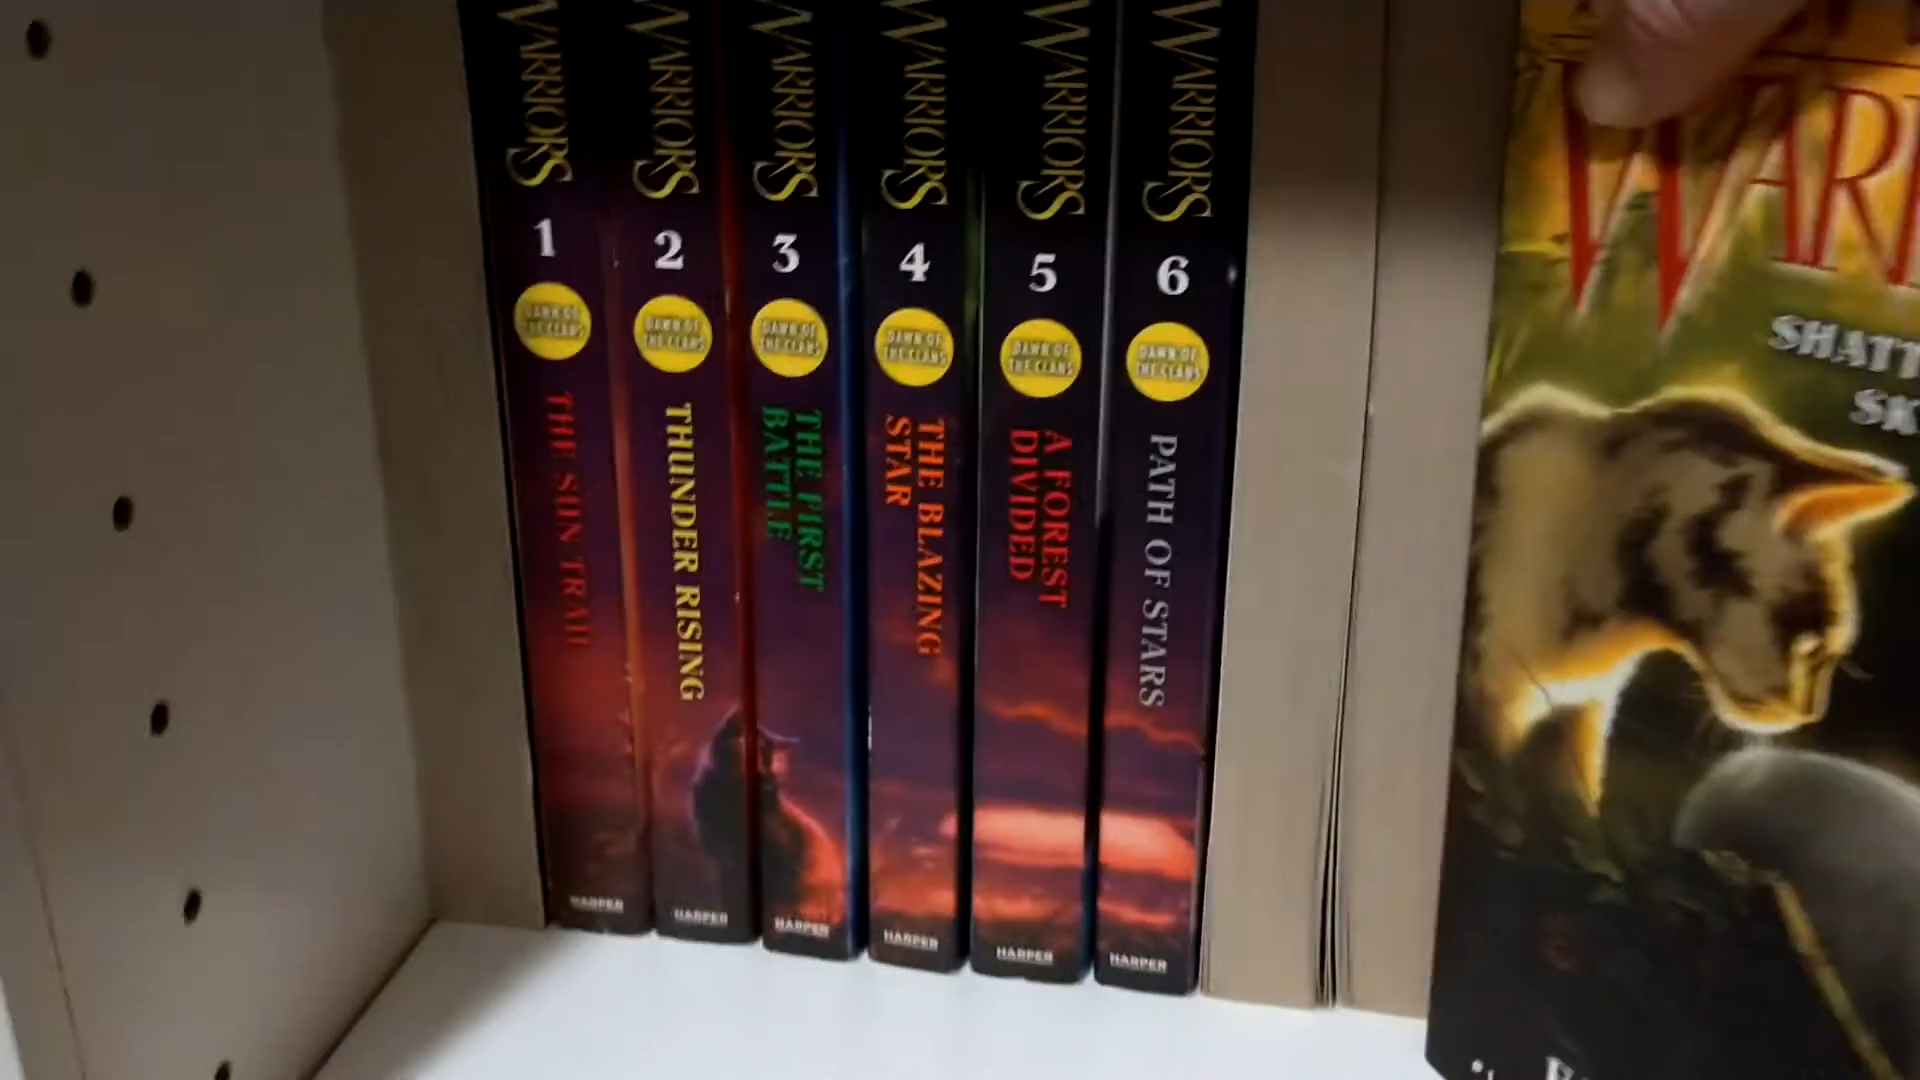 WARRIORS
1
DAWN OF
THE CLANS
THE SUN TRAIL
HARPER
WARRIORS
2
DAWN OF
THE CLANS
THUNDER RISING
HARPER
WARRIORS
3
DAWN OF
THE CLANS
THE FIRST
BATTLE
HARPER
WARRIORS
4
DAWN OF
THE CLANS
THE BLAZING
STAR
HARPER
WARRIORS
5
DAWN OF
THE CLANS
A FOREST
DIVIDED
HARPER
WARRIORS
6
DAWN OF
THE CLANS
PATH OF STARS
HARPER
WARR
SHATT
SK